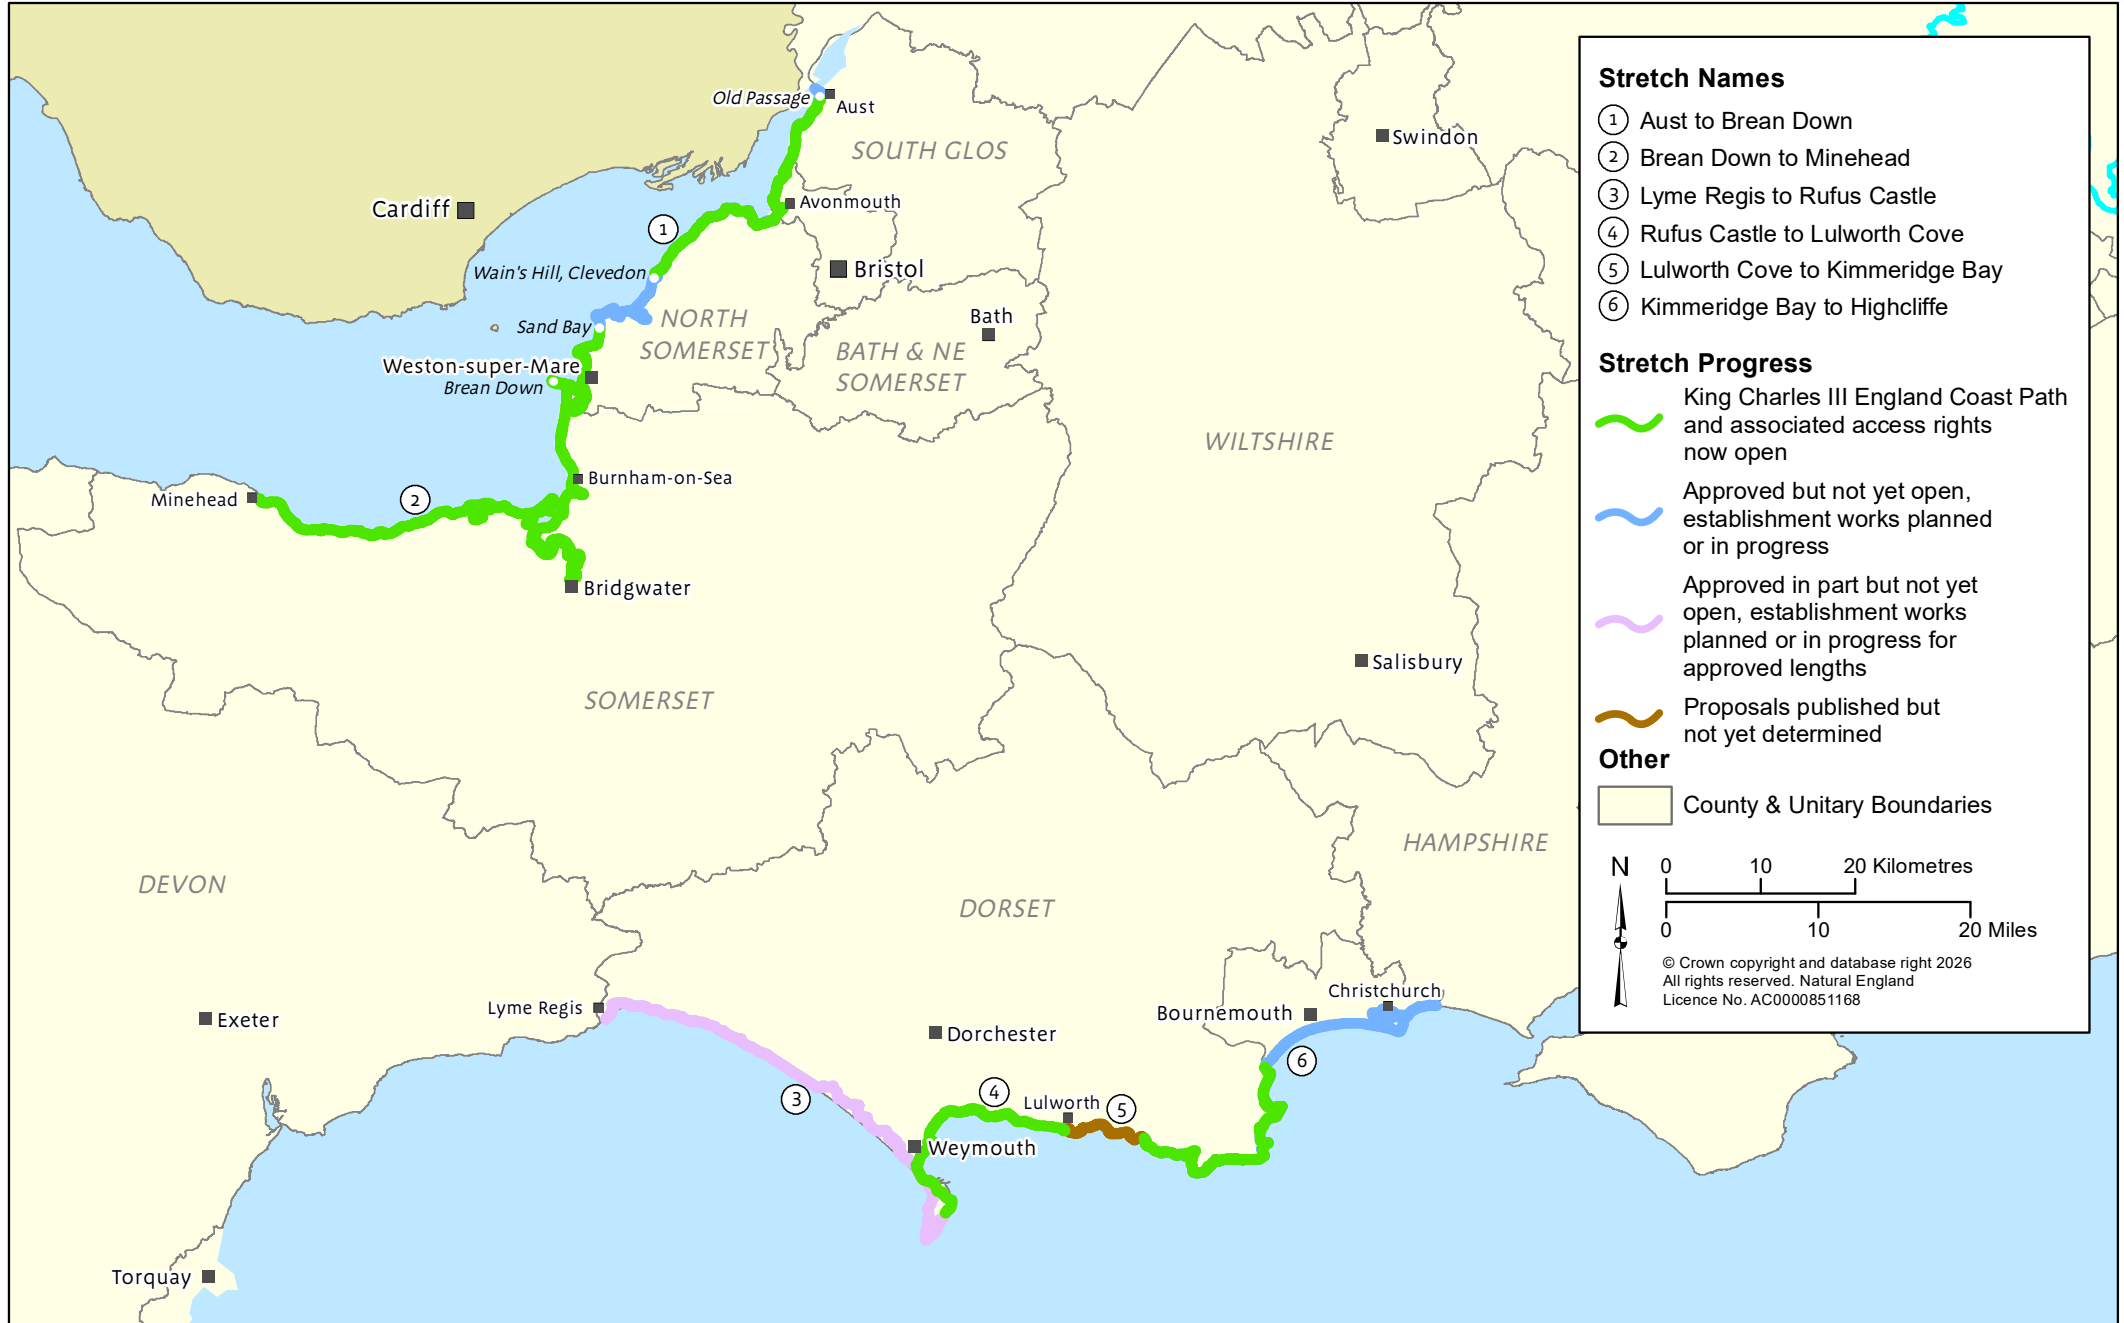 Old Passage
Aust
SOUTH GLOS
Swindon
Cardiff
Avonmouth
1
Wain's Hill, Clevedon
Bristol
Sand Bay
NORTH
SOMERSET
Bath
BATH & NE
SOMERSET
Weston-super-Mare
Brean Down
WILTSHIRE
Minehead
2
Burnham-on-Sea
Bridgwater
Salisbury
SOMERSET
HAMPSHIRE
DEVON
DORSET
Lyme Regis
Exeter
Dorchester
Bournemouth
Christchurch
6
3
4
Lulworth
5
Weymouth
Torquay
Stretch Names
1 Aust to Brean Down
2 Brean Down to Minehead
3 Lyme Regis to Rufus Castle
4 Rufus Castle to Lulworth Cove
5 Lulworth Cove to Kimmeridge Bay
6 Kimmeridge Bay to Highcliffe
Stretch Progress
King Charles III England Coast Path
and associated access rights
now open
Approved but not yet open,
establishment works planned
or in progress
Approved in part but not yet
open, establishment works
planned or in progress for
approved lengths
Proposals published but
not yet determined
Other
County & Unitary Boundaries
N
0 10 20 Kilometres
0 10 20 Miles
© Crown copyright and database right 2026
All rights reserved. Natural England
Licence No. AC0000851168